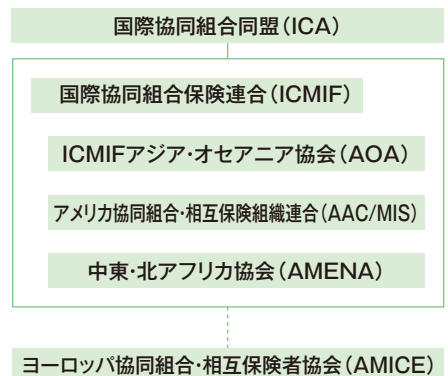 国際協同組合同盟(ICA)
国際協同組合保険連合(ICMIF)
ICMIFアジア・オセアニア協会(AOA)
アメリカ協同組合・相互保険組織連合(AAC/MIS)
中東・北アフリカ協会(AMENA)
ヨーロッパ協同組合・相互保険者協会(AMICE)